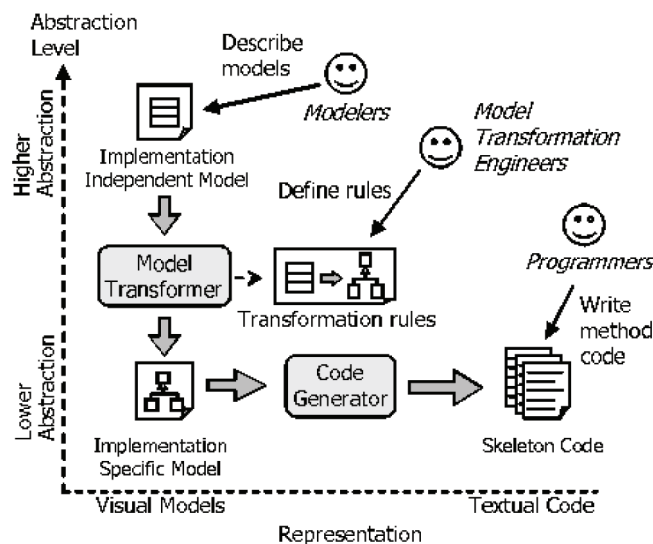 Abstraction
Level
Describe
models
Modelers
Model
Transformation
Engineers
Higher
Abstraction
Implementation
Independent Model
Define rules
Programmers
Model
Transformer
Transformation rules
Write
method
code
Lower
Abstraction
Code
Generator
Implementation
Specific Model
Skeleton Code
Visual Models
Textual Code
Representation